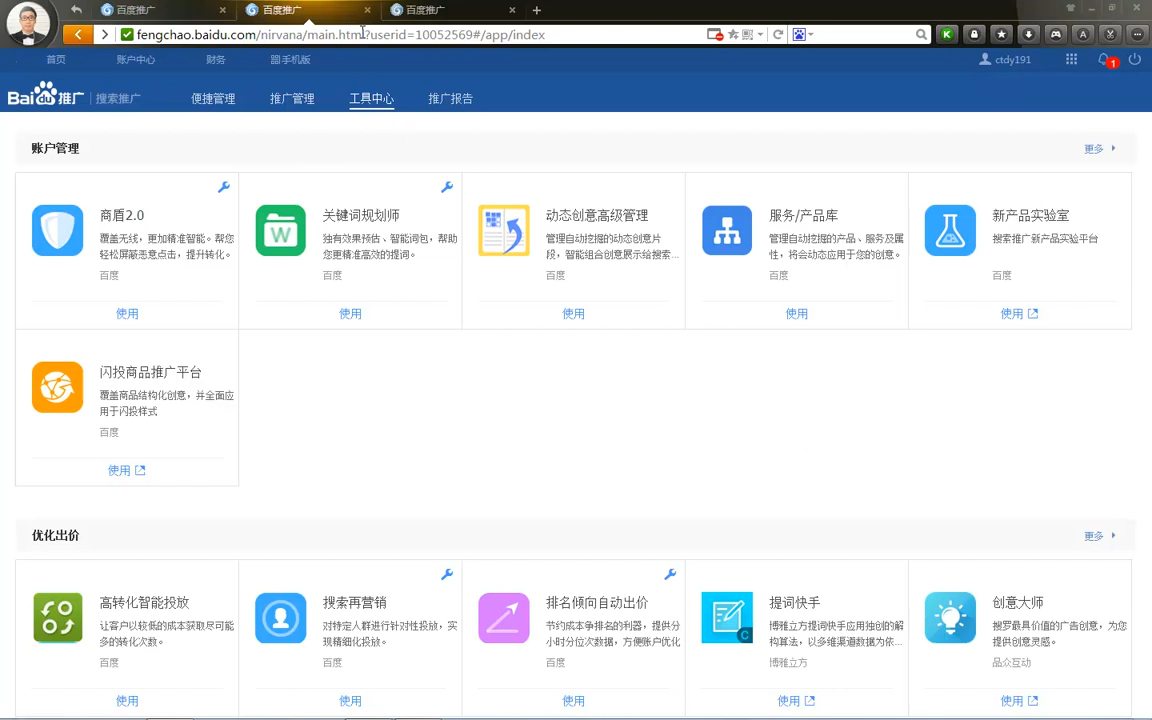 百度推广
百度推广
百度推广
fengchao.baidu.com/nirvana/main.html?userid=10052569#/app/index
首页 账户中心 财务 手机版 ctdy191 1
Bai du 推广 搜索推广 便捷管理 推广管理 工具中心 推广报告
账户管理 更多
商盾2.0
覆盖无线，更加精准智能。帮您
轻松屏蔽恶意点击，提升转化。
百度
使用
关键词规划师
独有效果预估、智能词包，帮助
您更精准高效的提词。
百度
使用
动态创意高级管理
管理自动挖掘的动态创意片
段，智能组合创意展示给搜索...
百度
使用
服务/产品库
管理自动挖掘的产品、服务及属
性，将会动态应用于您的创意。
百度
使用
新产品实验室
搜索推广新产品实验平台
百度
使用
闪投商品推广平台
覆盖商品结构化创意，并全面应
用于闪投样式
百度
使用
优化出价 更多
高转化智能投放
让客户以较低的成本获取尽可能
多的转化次数。
百度
使用
搜索再营销
对特定人群进行针对性投放，实
现精细化投放。
百度
使用
排名倾向自动出价
节约成本争排名的利器，提供分
小时分位次数据，方便账户优化
百度
使用
提词快手
博雅立方提词快手应用独创的解
构算法，以多维渠道数据为依...
博雅立方
使用
创意大师
搜罗最具价值的广告创意，为您
提供创意灵感。
品众互动
使用